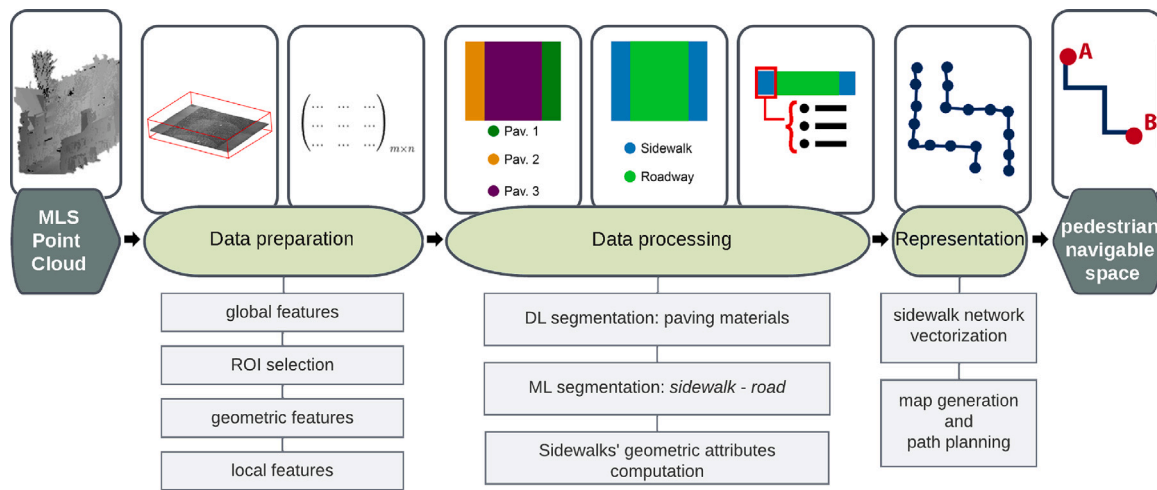 ( ... ... ...
... ... ...
... ... ... ) m×n
Pav. 1
Pav. 2
Pav. 3
Sidewalk
Roadway
A
B
MLS
Point
Cloud
Data preparation
Data processing
Representation
pedestrian
navigable
space
global features
ROI selection
geometric features
local features
DL segmentation: paving materials
ML segmentation: sidewalk - road
Sidewalks' geometric attributes
computation
sidewalk network
vectorization
map generation
and
path planning